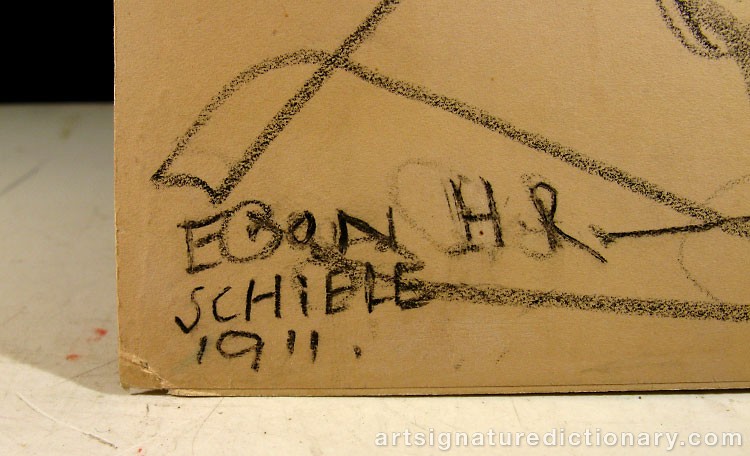 EGON H R
SCHIELE
1911.
artsignaturedictionary.com